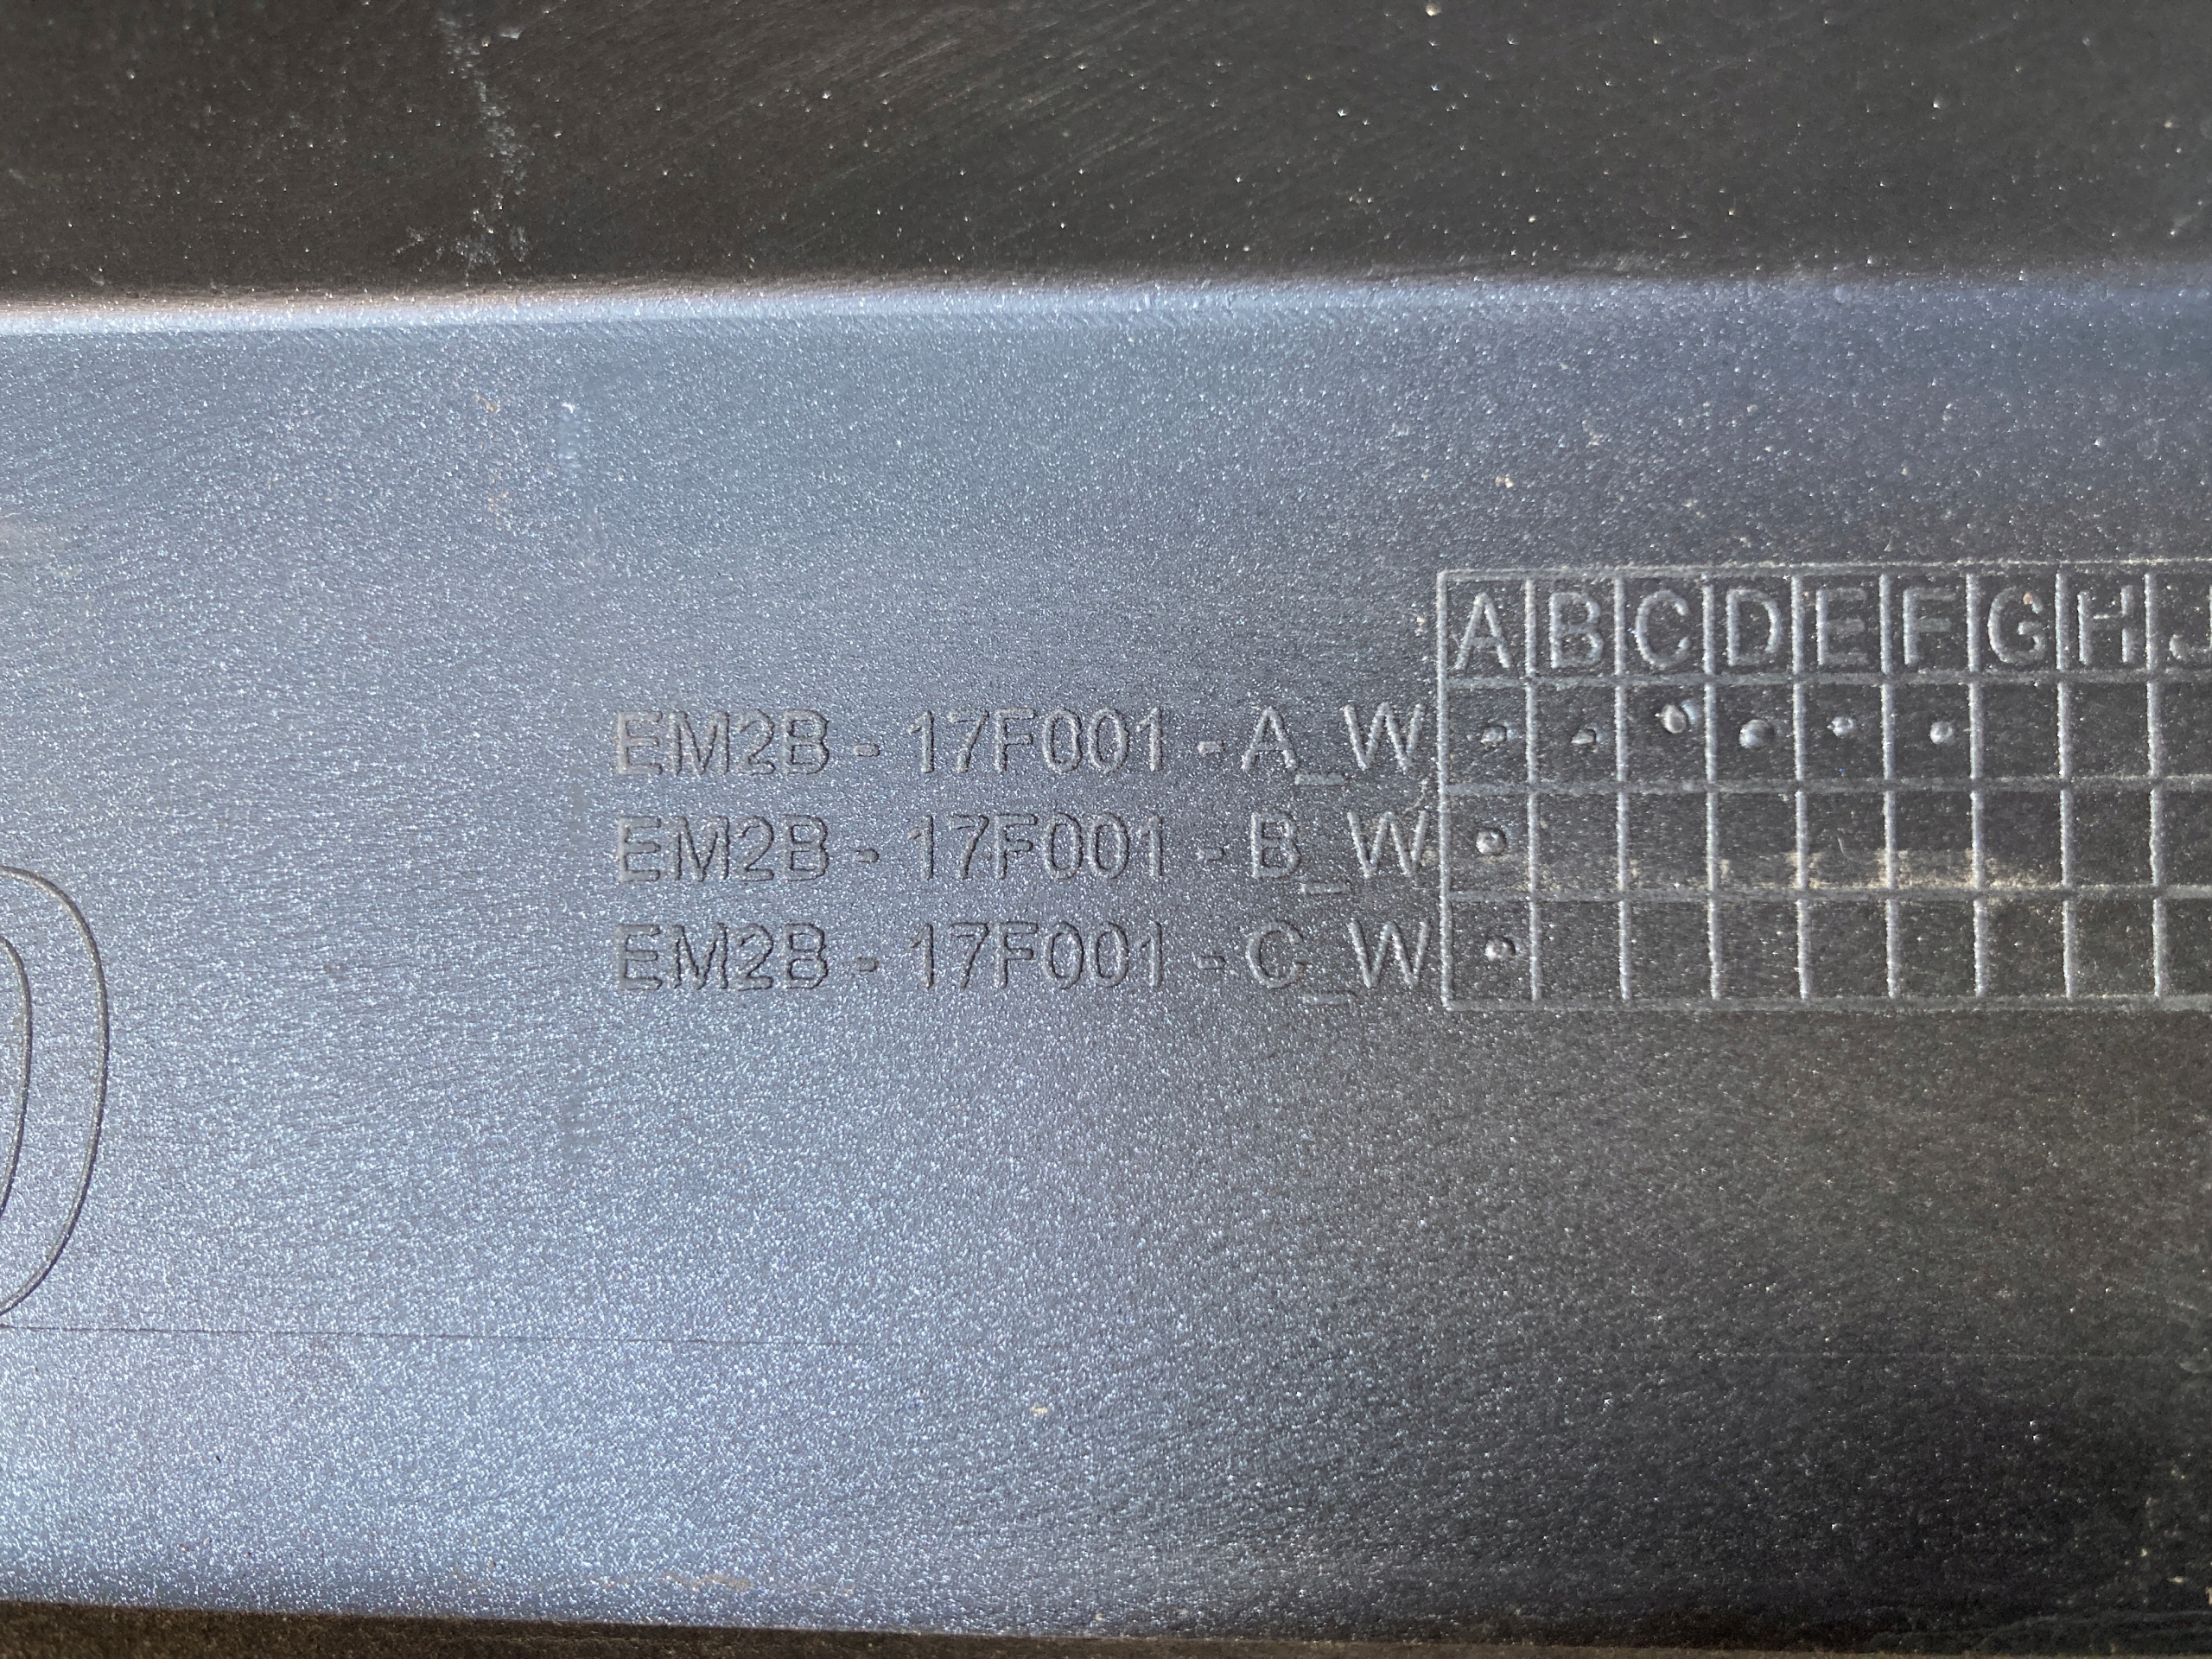 A B C D E F G H J
EM2B - 17F001 - A_W
EM2B - 17F001 - B_W
EM2B - 17F001 - C_W